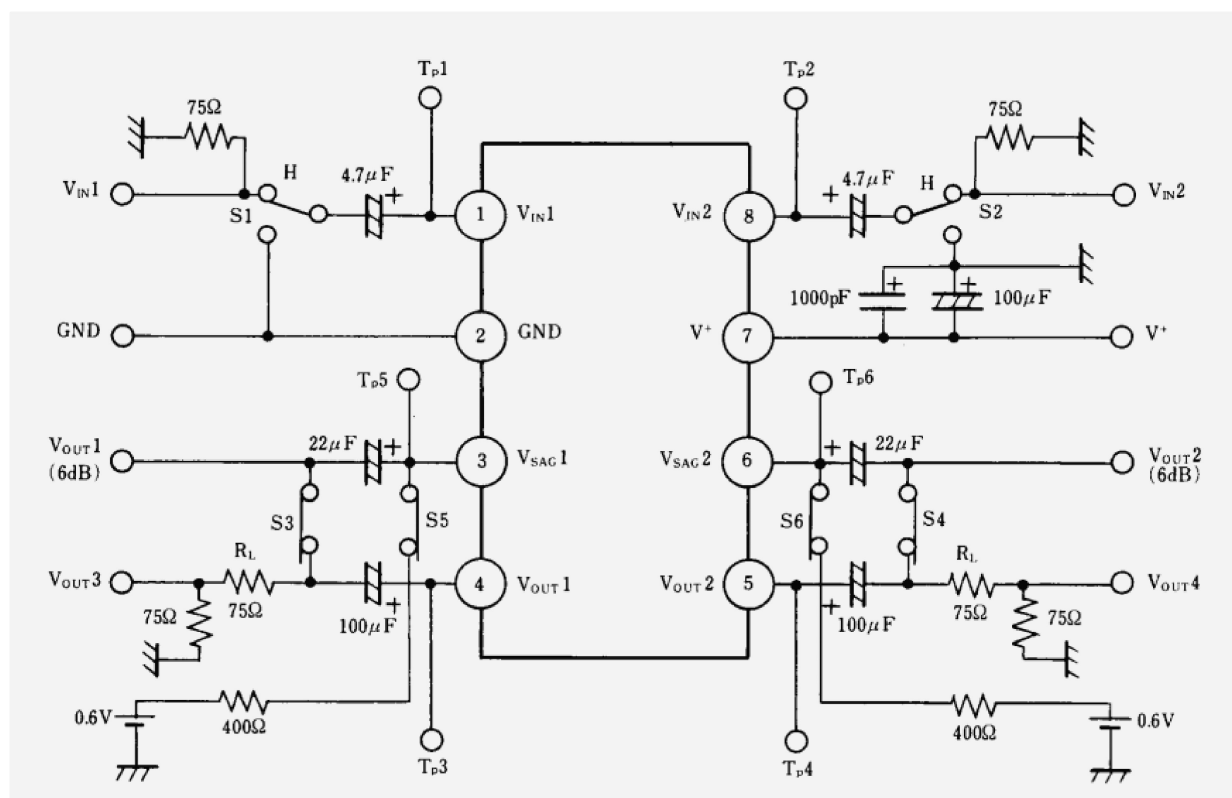 Tp1
Tp2
75Ω
75Ω
H
4.7μF
+
+
4.7μF
H
VIN1
S1
1
VIN1
VIN2
8
S2
VIN2
1000pF
+
+
100μF
GND
2
GND
V+
7
V+
Tp5
Tp6
VOUT1
(6dB)
22μF
+
3
VSAG1
VSAG2
6
+
22μF
VOUT2
(6dB)
S3
S5
S6
S4
VOUT3
RL
75Ω
75Ω
100μF
+
4
VOUT1
VOUT2
5
+
100μF
RL
75Ω
75Ω
VOUT4
0.6V
400Ω
Tp3
Tp4
400Ω
0.6V